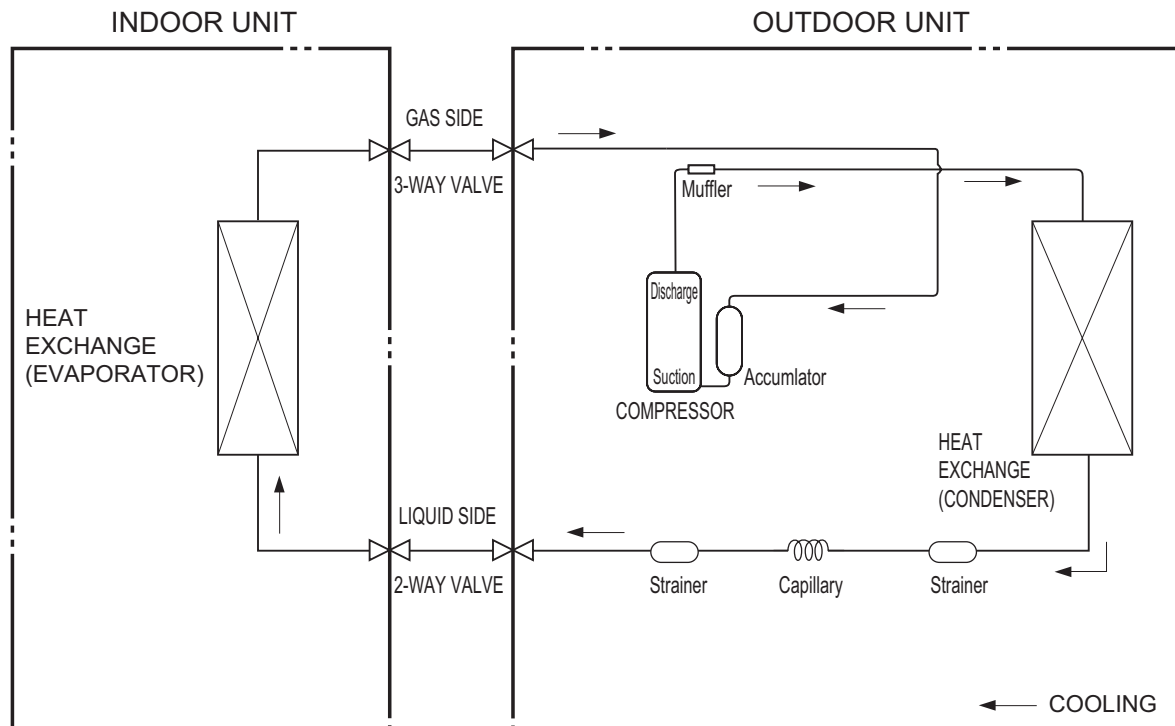 INDOOR UNIT
OUTDOOR UNIT
GAS SIDE
3-WAY VALVE
Muffler
HEAT
EXCHANGE
(EVAPORATOR)
Discharge
Suction
Accumlator
COMPRESSOR
HEAT
EXCHANGE
(CONDENSER)
LIQUID SIDE
2-WAY VALVE
Strainer
Capillary
Strainer
COOLING